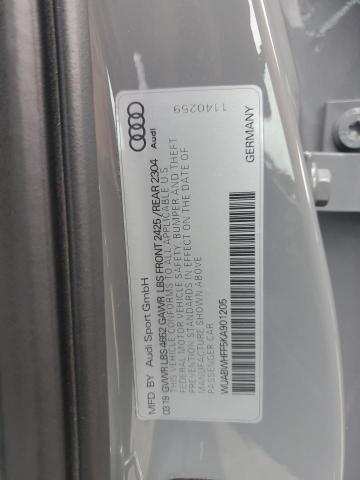 1140259
Audi
MFD. BY Audi Sport GmbH
03.19 GVWR LBS 4652 GAWR LBS FRONT 2425 /REAR 2304
THIS VEHICLE CONFORMS TO ALL APPLICABLE U.S.
FEDERAL MOTOR VEHICLE SAFETY, BUMPER AND THEFT
PREVENTION STANDARDS IN EFFECT ON THE DATE OF
MANUFACTURE SHOWN ABOVE
PASSENGER CAR
WUABWHFF5KA901205 GERMANY